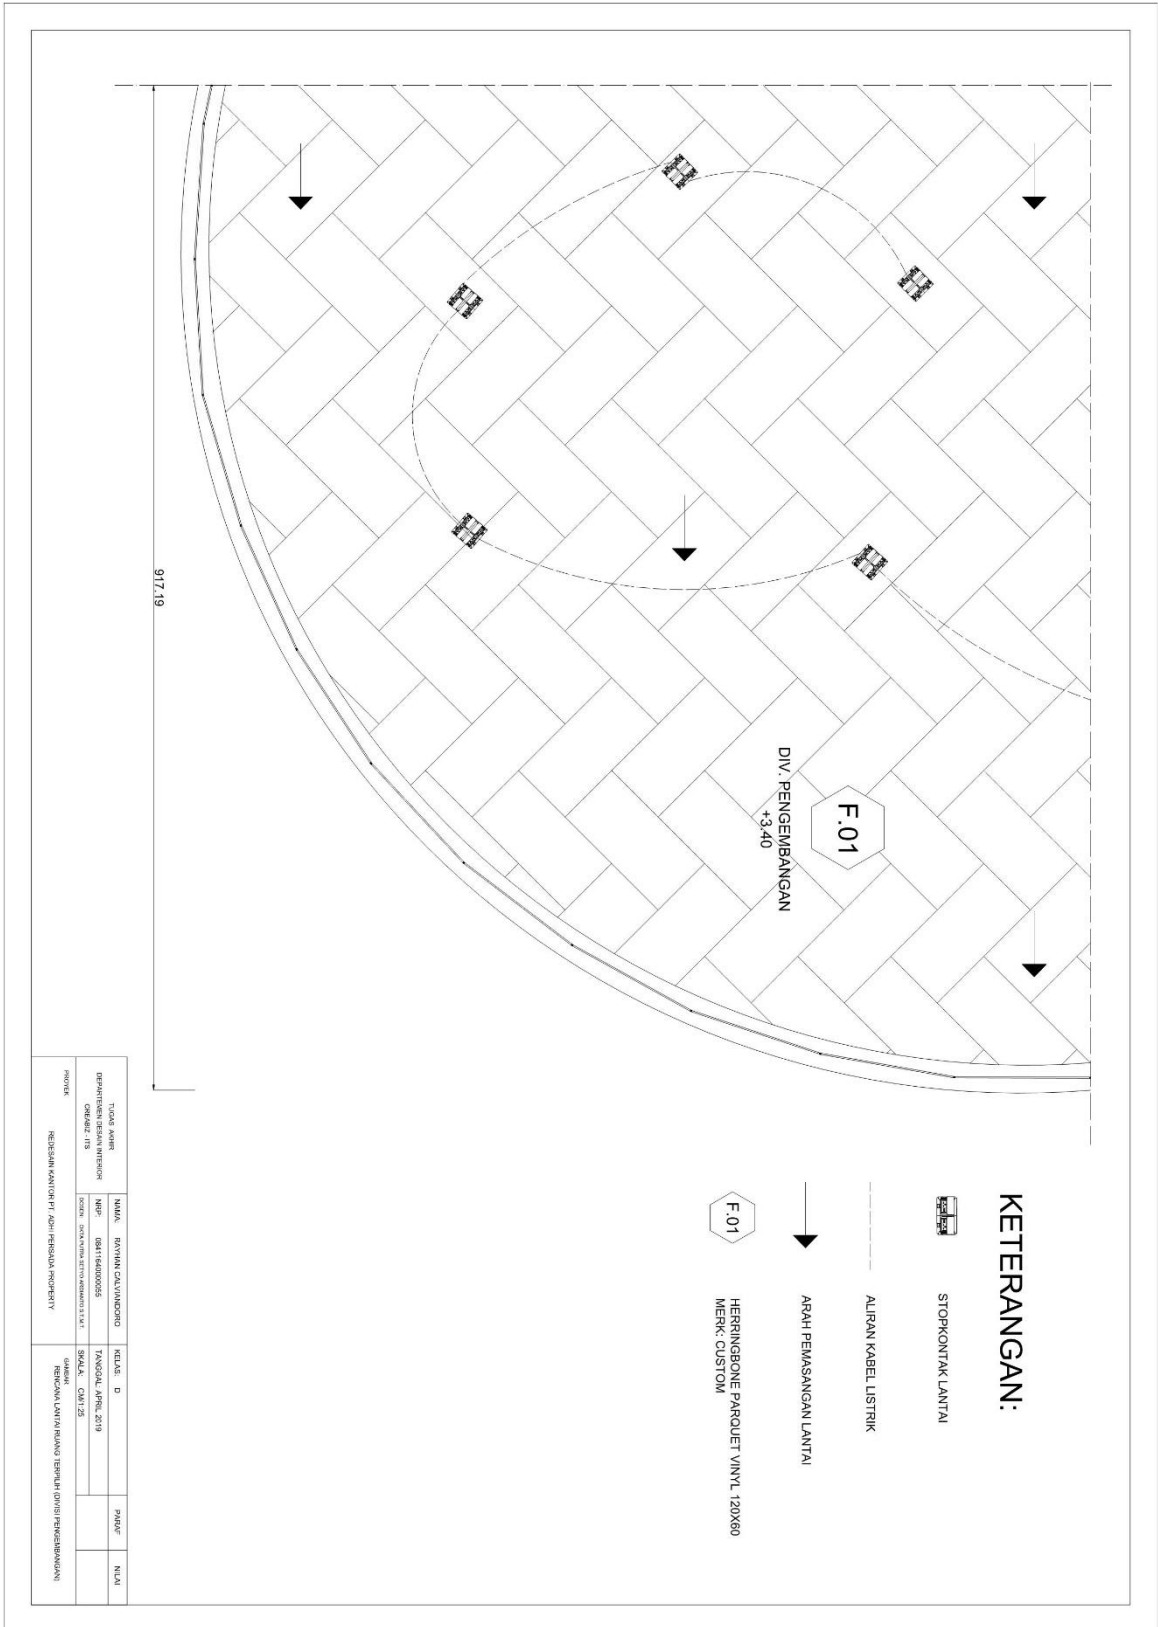 917.19
F.01
DIV. PENGEMBANGAN
+3.40
KETERANGAN:
STOPKONTAK LANTAI
ALIRAN KABEL LISTRIK
ARAH PEMASANGAN LANTAI
F.01
HERRINGBONE PARQUET VINYL 120X60
MERK: CUSTOM
TUGAS AKHIR
DEPARTEMEN DESAIN INTERIOR
CREABIZ - ITS
NAMA: RAYHAN CALVIANDORO
NRP: 08411640000055
DOSEN:
KELAS: D
TANGGAL: APRIL 2019
SKALA: CM/1:25
PARAF
NILAI
PROYEK
REDESAIN KANTOR PT. ADHI PERSADA PROPERTY
GAMBAR
RENCANA LANTAI RUANG TERPILIH (DIVISI PENGEMBANGAN)